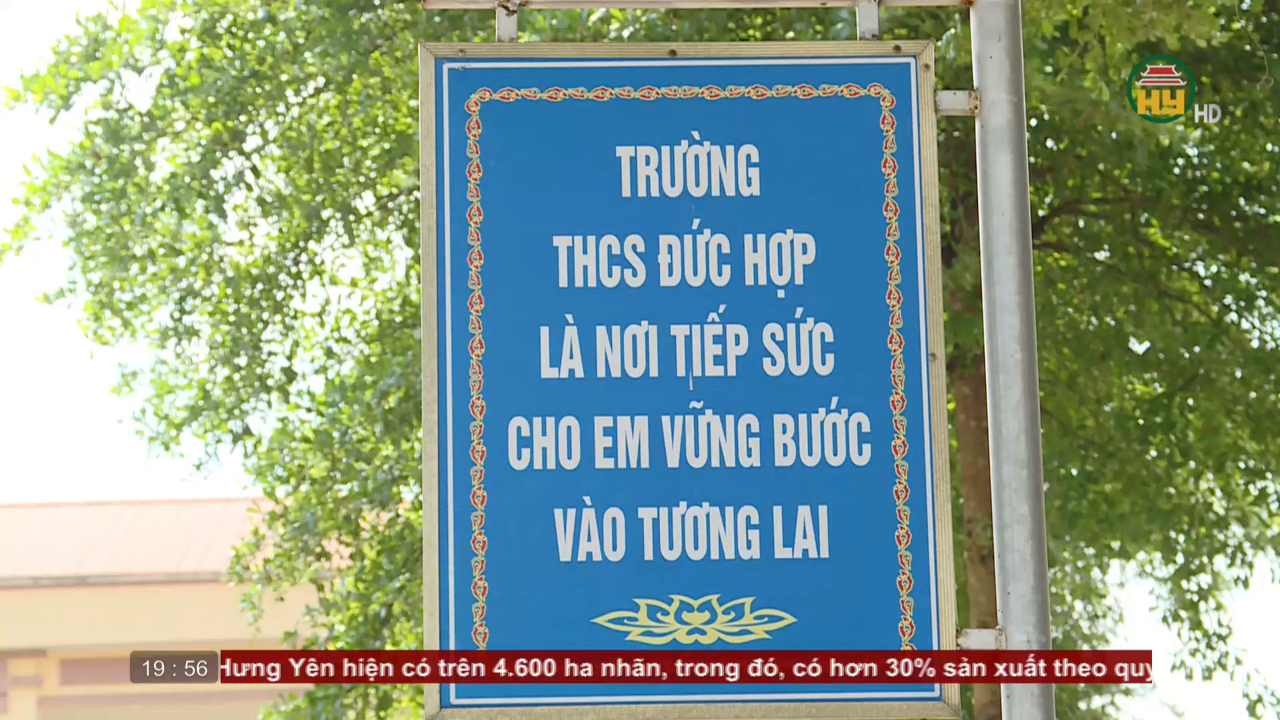 HY HD
TRƯỜNG
THCS ĐỨC HỢP
LÀ NƠI TIẾP SỨC
CHO EM VỮNG BƯỚC
VÀO TƯƠNG LAI
19 : 56
Hưng Yên hiện có trên 4.600 ha nhãn, trong đó, có hơn 30% sản xuất theo quy